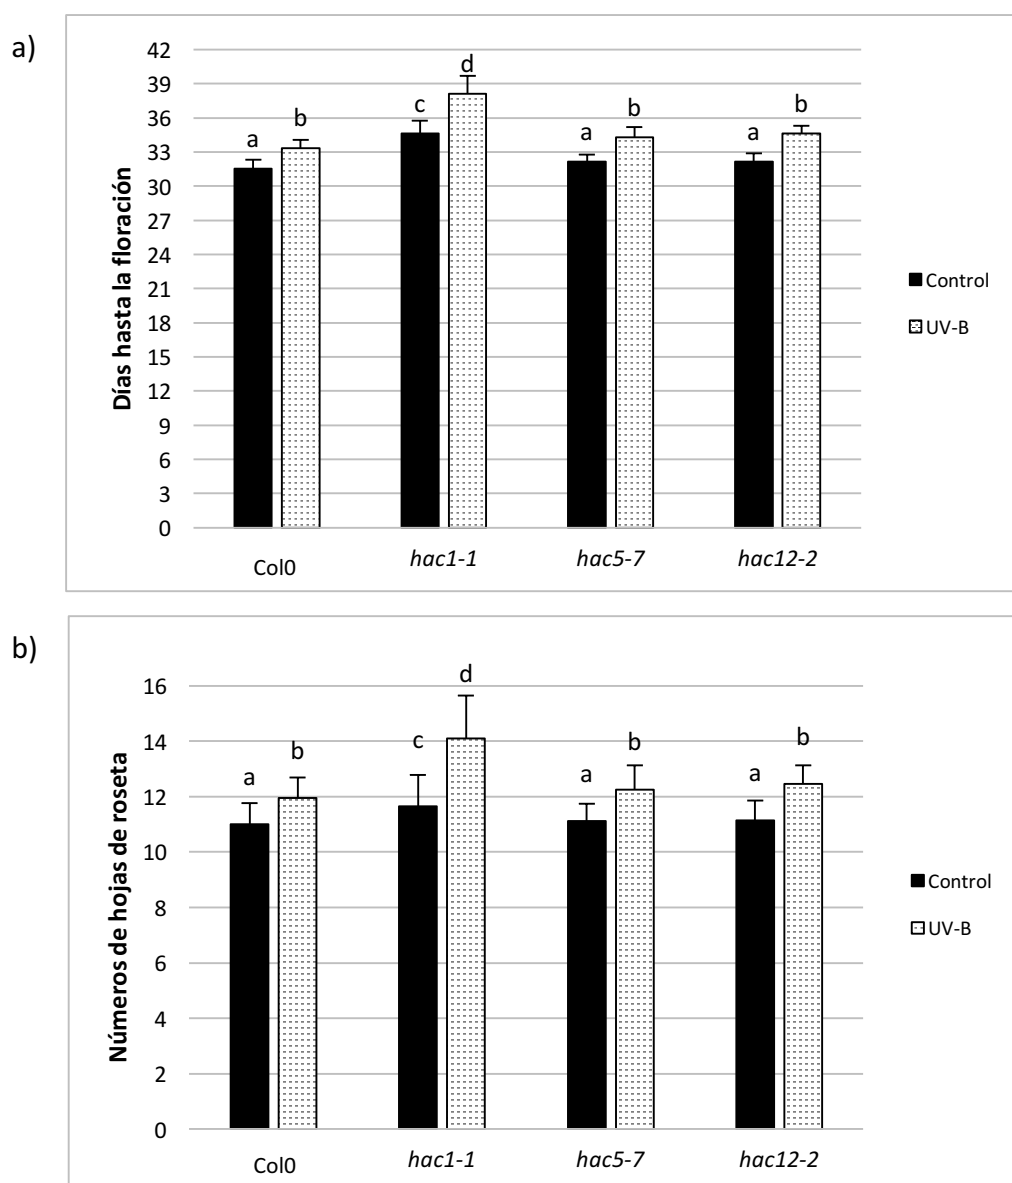 a)
Días hasta la floración
42
39
36
33
30
27
24
21
18
15
12
9
6
3
0
a
b
c
d
a
b
a
b
Col0
hac1-1
hac5-7
hac12-2
Control
UV-B
b)
Números de hojas de roseta
16
14
12
10
8
6
4
2
0
a
b
c
d
a
b
a
b
Col0
hac1-1
hac5-7
hac12-2
Control
UV-B